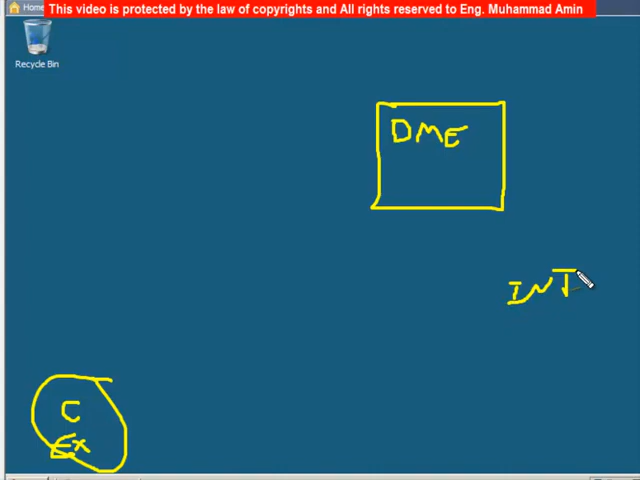 Home
This video is protected by the law of copyrights and All rights reserved to Eng. Muhammad Amin
Recycle Bin
DME
INT
C
Ex